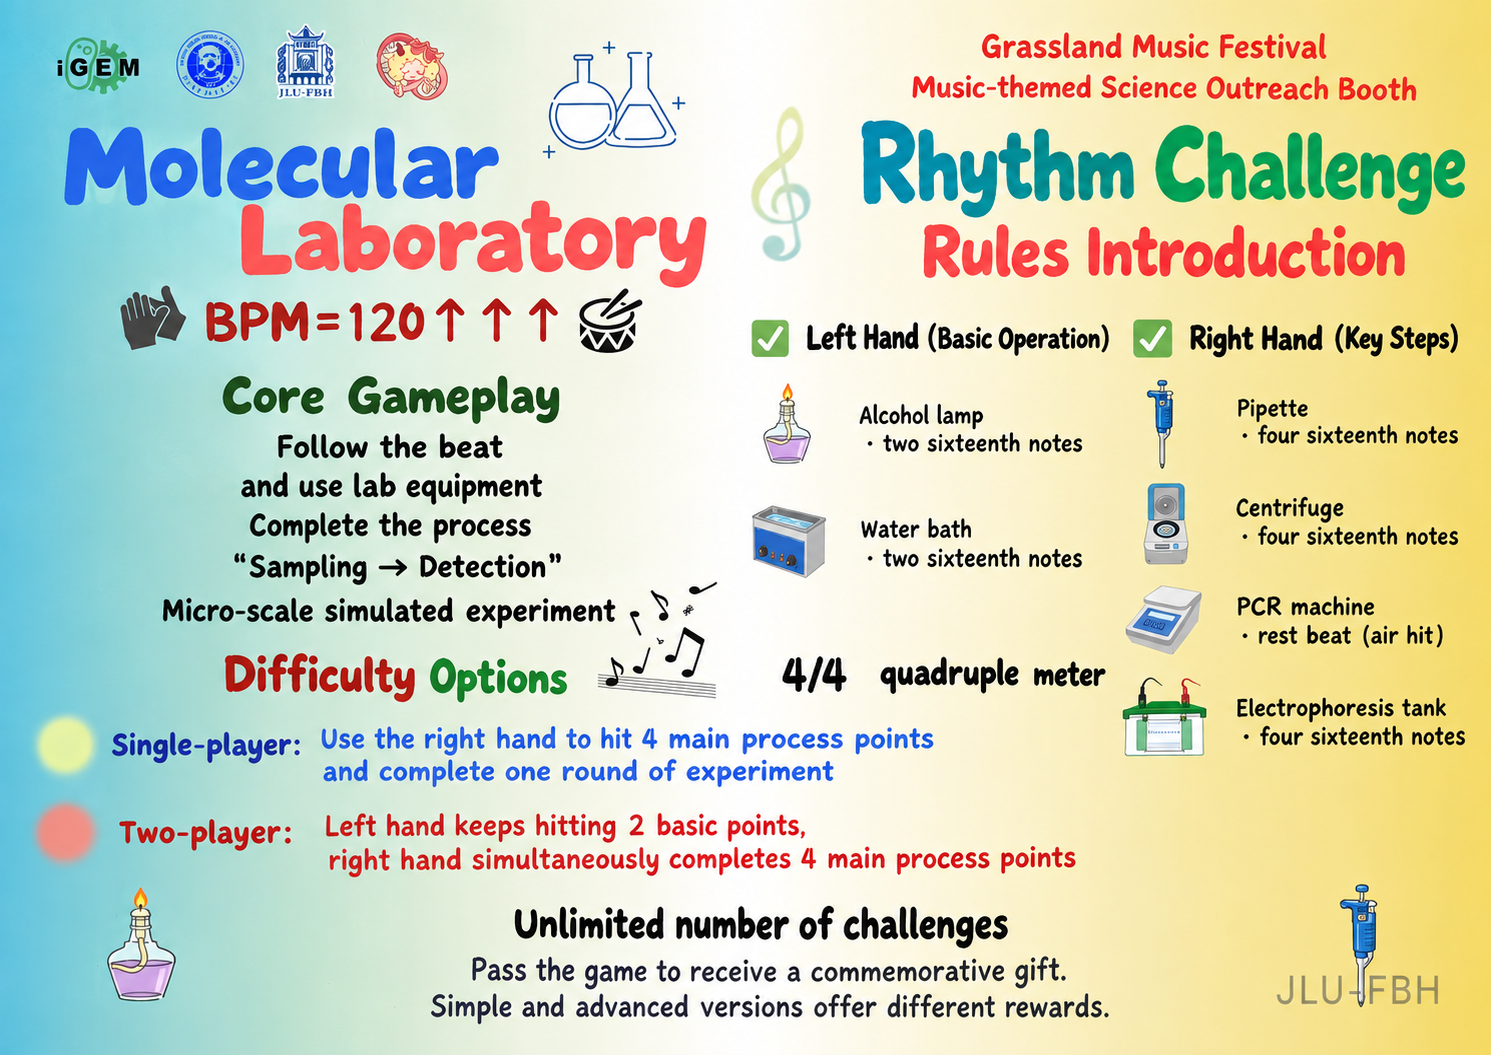 iGEM
JLU-FBH
Molecular
Laboratory
BPM=120↑↑↑
Core Gameplay
Follow the beat
and use lab equipment
Complete the process
“Sampling → Detection”
Micro-scale simulated experiment
Grassland Music Festival
Music-themed Science Outreach Booth
Rhythm Challenge
Rules Introduction
Left Hand (Basic Operation)
Alcohol lamp
· two sixteenth notes
Water bath
· two sixteenth notes
Right Hand (Key Steps)
Pipette
· four sixteenth notes
Centrifuge
· four sixteenth notes
PCR machine
· rest beat (air hit)
Electrophoresis tank
· four sixteenth notes
4/4 quadruple meter
Difficulty Options
Single-player: Use the right hand to hit 4 main process points
and complete one round of experiment
Two-player: Left hand keeps hitting 2 basic points,
right hand simultaneously completes 4 main process points
Unlimited number of challenges
Pass the game to receive a commemorative gift.
Simple and advanced versions offer different rewards.
JLU-FBH